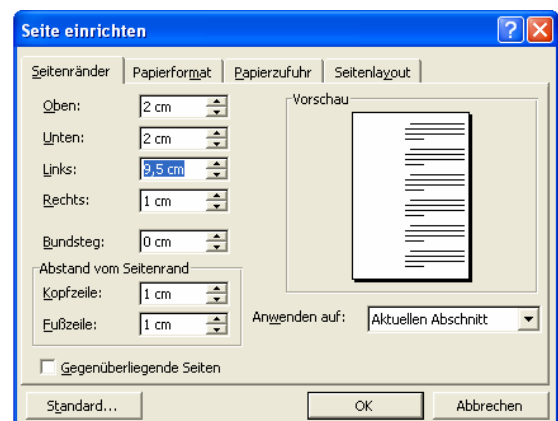 Seite einrichten
Seitenränder Papierformat Papierzufuhr Seitenlayout
Oben: 2 cm
Unten: 2 cm
Links: 9,5 cm
Rechts: 1 cm
Bundsteg: 0 cm
Abstand vom Seitenrand
Kopfzeile: 1 cm
Fußzeile: 1 cm
Vorschau
Anwenden auf: Aktuellen Abschnitt
Gegenüberliegende Seiten
Standard... OK Abbrechen